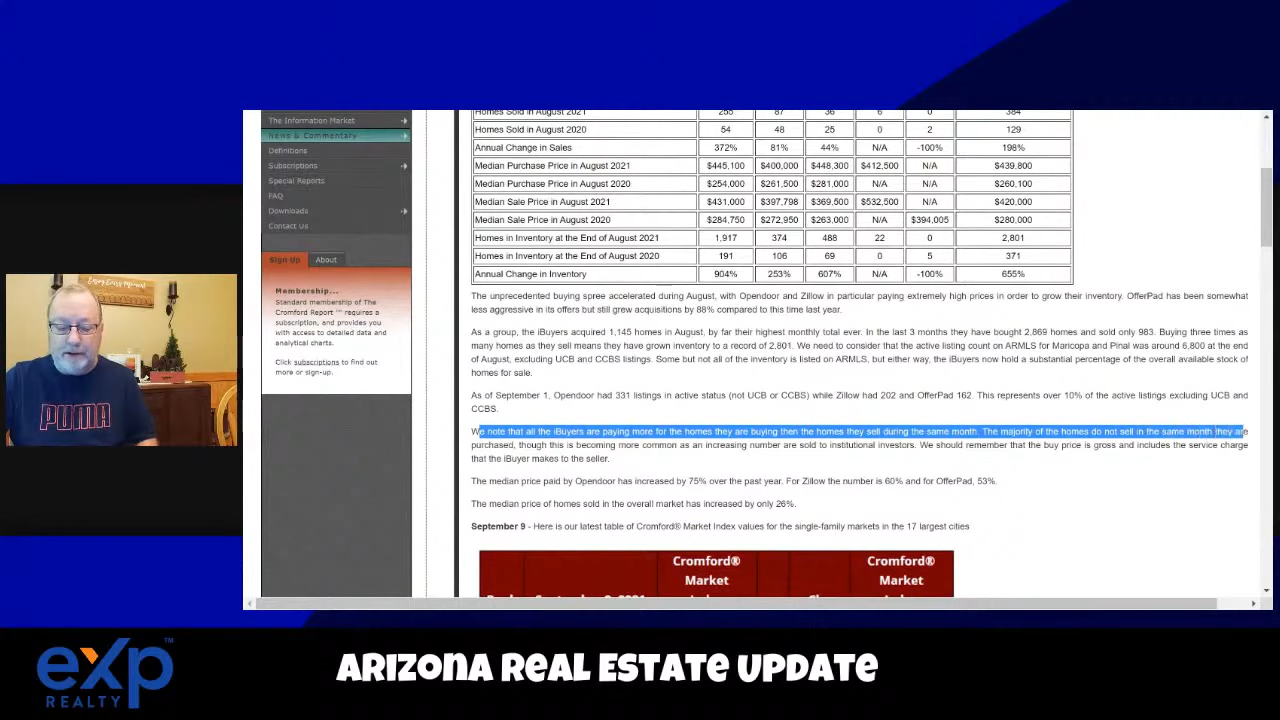 The Information Market
News & Commentary
Definitions
Subscriptions
Special Reports
FAQ
Downloads
Contact Us
Sign Up About
Membership...
Standard membership of The
Cromford Report ™ requires a
subscription, and provides you
with access to detailed data and
analytical charts.
Click subscriptions to find out
more or sign-up.
Homes Sold in August 2021 255 87 36 6 0 384
Homes Sold in August 2020 54 48 25 0 2 129
Annual Change in Sales 372% 81% 44% N/A -100% 198%
Median Purchase Price in August 2021 $445,100 $400,000 $448,300 $412,500 N/A $439,800
Median Purchase Price in August 2020 $254,000 $261,500 $281,000 N/A N/A $260,100
Median Sale Price in August 2021 $431,000 $397,798 $369,500 $532,500 N/A $420,000
Median Sale Price in August 2020 $284,750 $272,950 $263,000 N/A $394,005 $280,000
Homes in Inventory at the End of August 2021 1,917 374 488 22 0 2,801
Homes in Inventory at the End of August 2020 191 106 69 0 5 371
Annual Change in Inventory 904% 253% 607% N/A -100% 655%
The unprecedented buying spree accelerated during August, with Opendoor and Zillow in particular paying extremely high prices in order to grow their inventory. OfferPad has been somewhat
less aggressive in its offers but still grew acquisitions by 88% compared to this time last year.
As a group, the iBuyers acquired 1,145 homes in August, by far their highest monthly total ever. In the last 3 months they have bought 2,869 homes and sold only 983. Buying three times as
many homes as they sell means they have grown inventory to a record of 2,801. We need to consider that the active listing count on ARMLS for Maricopa and Pinal was around 6,800 at the end
of August, excluding UCB and CCBS listings. Some but not all of the inventory is listed on ARMLS, but either way, the iBuyers now hold a substantial percentage of the overall available stock of
homes for sale.
As of September 1, Opendoor had 331 listings in active status (not UCB or CCBS) while Zillow had 202 and OfferPad 162. This represents over 10% of the active listings excluding UCB and
CCBS.
We note that all the iBuyers are paying more for the homes they are buying then the homes they sell during the same month. The majority of the homes do not sell in the same month they are
purchased, though this is becoming more common as an increasing number are sold to institutional investors. We should remember that the buy price is gross and includes the service charge
that the iBuyer makes to the seller.
The median price paid by Opendoor has increased by 75% over the past year. For Zillow the number is 60% and for OfferPad, 53%.
The median price of homes sold in the overall market has increased by only 26%.
September 9 - Here is our latest table of Cromford® Market Index values for the single-family markets in the 17 largest cities
Cromford® Cromford®
Market Market
PUMA
eXp™
REALTY
ARIZONA REAL ESTATE UPDATE